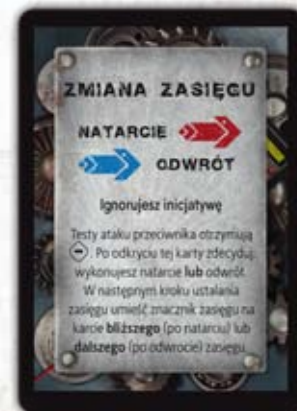 ZMIANA ZASIĘGU
NATARCIE
ODWRÓT
Ignorujesz inicjatywę
Testy ataku przeciwnika otrzymują
⊖. Po odkryciu tej karty zdecyduj:
wykonujesz natarcie lub odwrót.
W następnym kroku ustalania
zasięgu umieść znacznik zasięgu na
karcie bliższego (po natarciu) lub
dalszego (po odwrocie) zasięgu.